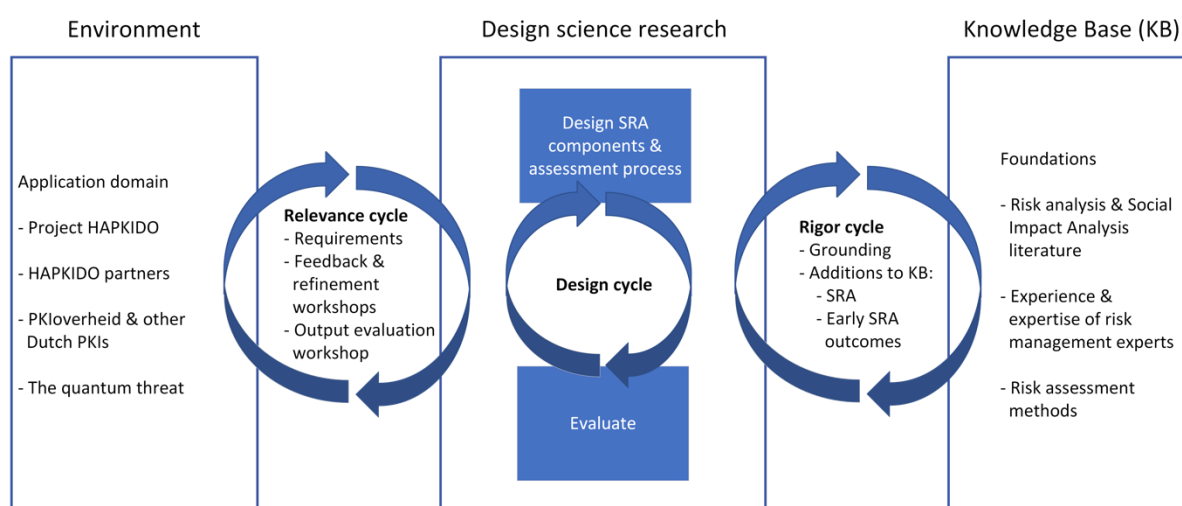 Environment
Design science research
Knowledge Base (KB)
Application domain
- Project HAPKIDO
- HAPKIDO partners
- PKIoverheid & other
Dutch PKIs
- The quantum threat
Relevance cycle
- Requirements
- Feedback &
refinement
workshops
- Output evaluation
workshop
Design SRA
components &
assessment process
Design cycle
Evaluate
Rigor cycle
- Grounding
- Additions to KB:
- SRA
- Early SRA
outcomes
Foundations
- Risk analysis & Social
Impact Analysis
literature
- Experience &
expertise of risk
management experts
- Risk assessment
methods